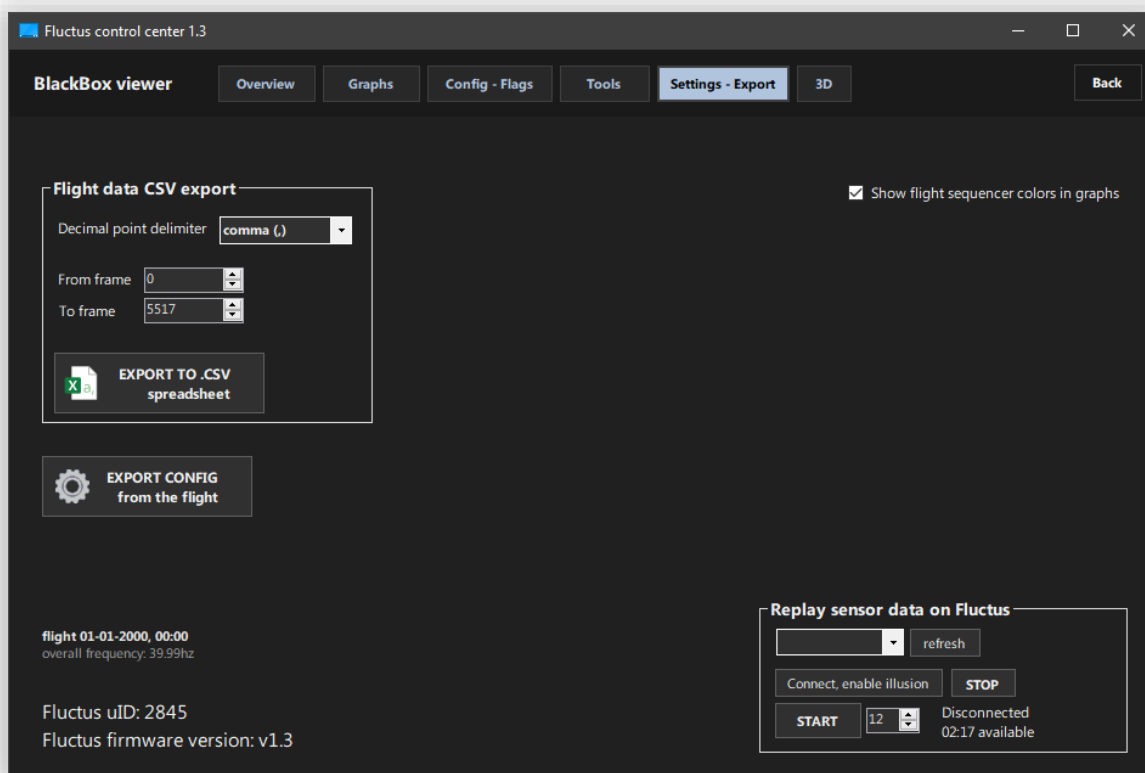 Fluctus control center 1.3
BlackBox viewer
Overview
Graphs
Config - Flags
Tools
Settings - Export
3D
Back
Flight data CSV export
Decimal point delimiter
comma (,)
From frame
0
To frame
5517
EXPORT TO .CSV
spreadsheet
Show flight sequencer colors in graphs
EXPORT CONFIG
from the flight
flight 01-01-2000, 00:00
overall frequency: 39.99hz
Fluctus uID: 2845
Fluctus firmware version: v1.3
Replay sensor data on Fluctus
refresh
Connect, enable illusion
STOP
START
12
Disconnected
02:17 available